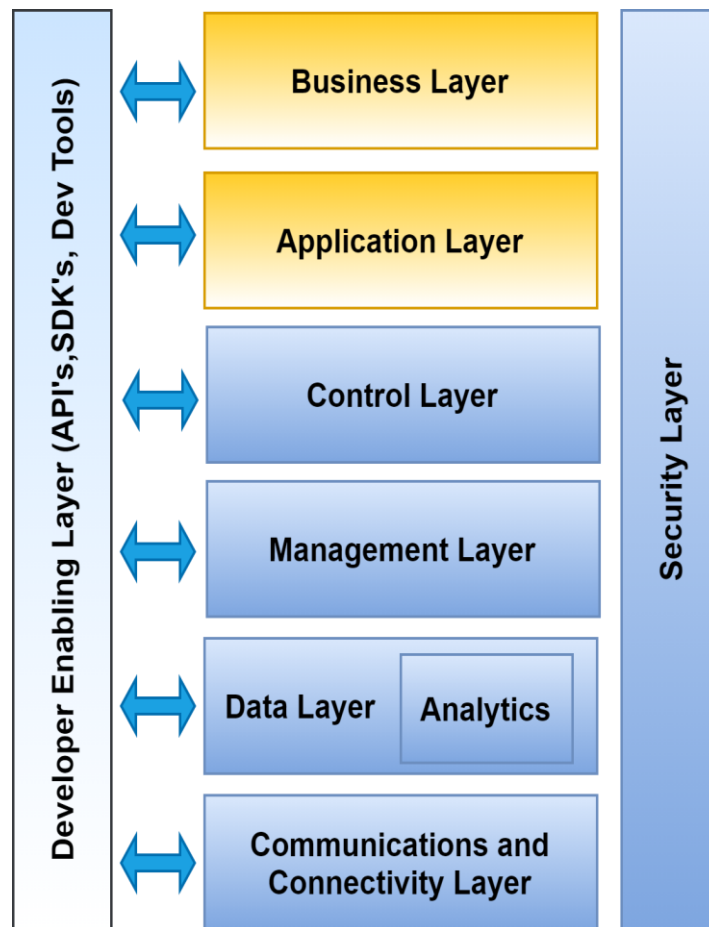 Developer Enabling Layer (API's,SDK's, Dev Tools)
Business Layer
Application Layer
Control Layer
Management Layer
Data Layer
Analytics
Communications and
Connectivity Layer
Security Layer